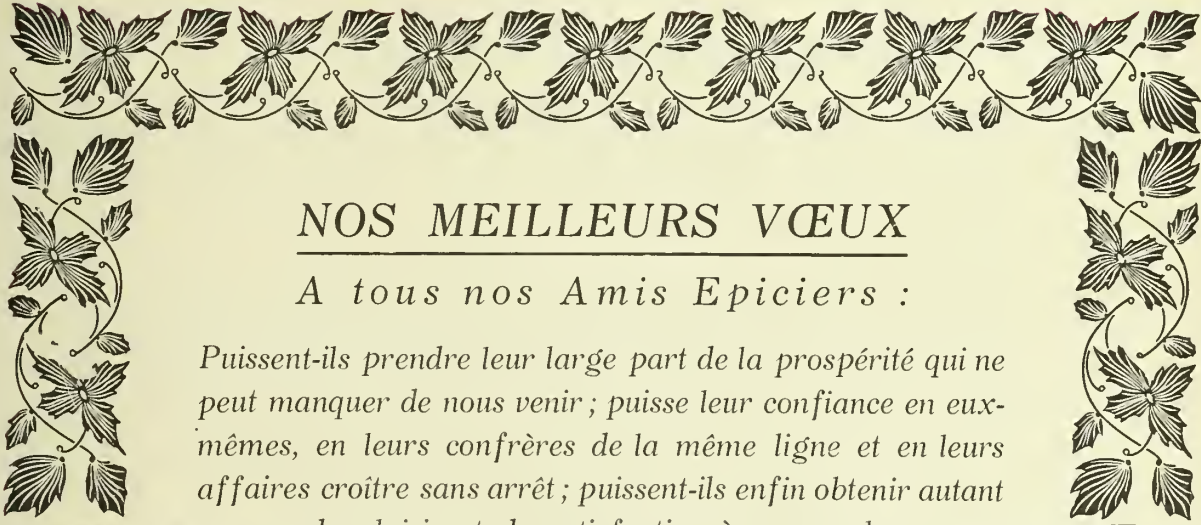 NOS MEILLEURS VŒUX
A tous nos Amis Epiciers :
Puissent-ils prendre leur large part de la prospérité qui ne
peut manquer de nous venir ; puisse leur confiance en eux-
mêmes, en leurs confrères de la même ligne et en leurs
affaires croître sans arrêt ; puissent-ils enfin obtenir autant